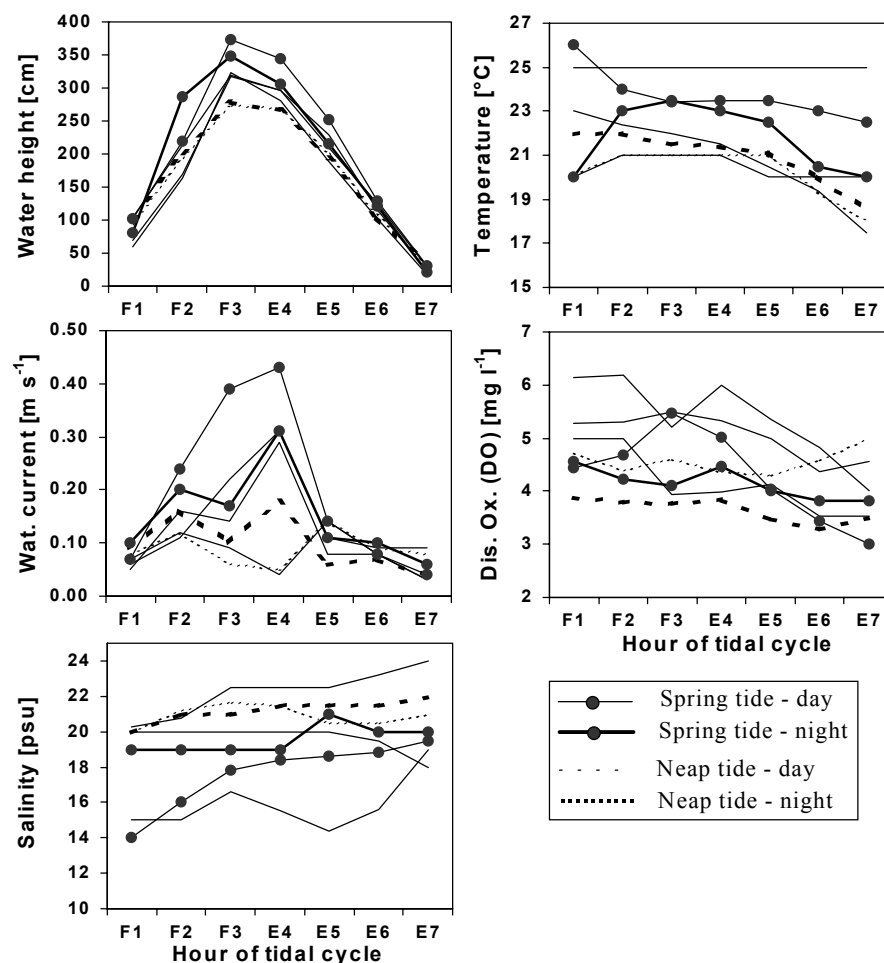 Water height [cm]
400
350
300
250
200
150
100
50
0
F1 F2 F3 E4 E5 E6 E7
Temperature [°C]
27
25
23
21
19
17
15
F1 F2 F3 E4 E5 E6 E7
Wat. current [m s-1]
0.50
0.40
0.30
0.20
0.10
0.00
F1 F2 F3 E4 E5 E6 E7
Dis. Ox. (DO) [mg l-1]
7
6
5
4
3
2
F1 F2 F3 E4 E5 E6 E7
Hour of tidal cycle
Salinity [psu]
24
22
20
18
16
14
12
10
F1 F2 F3 E4 E5 E6 E7
Hour of tidal cycle
Spring tide - day
Spring tide - night
Neap tide - day
Neap tide - night